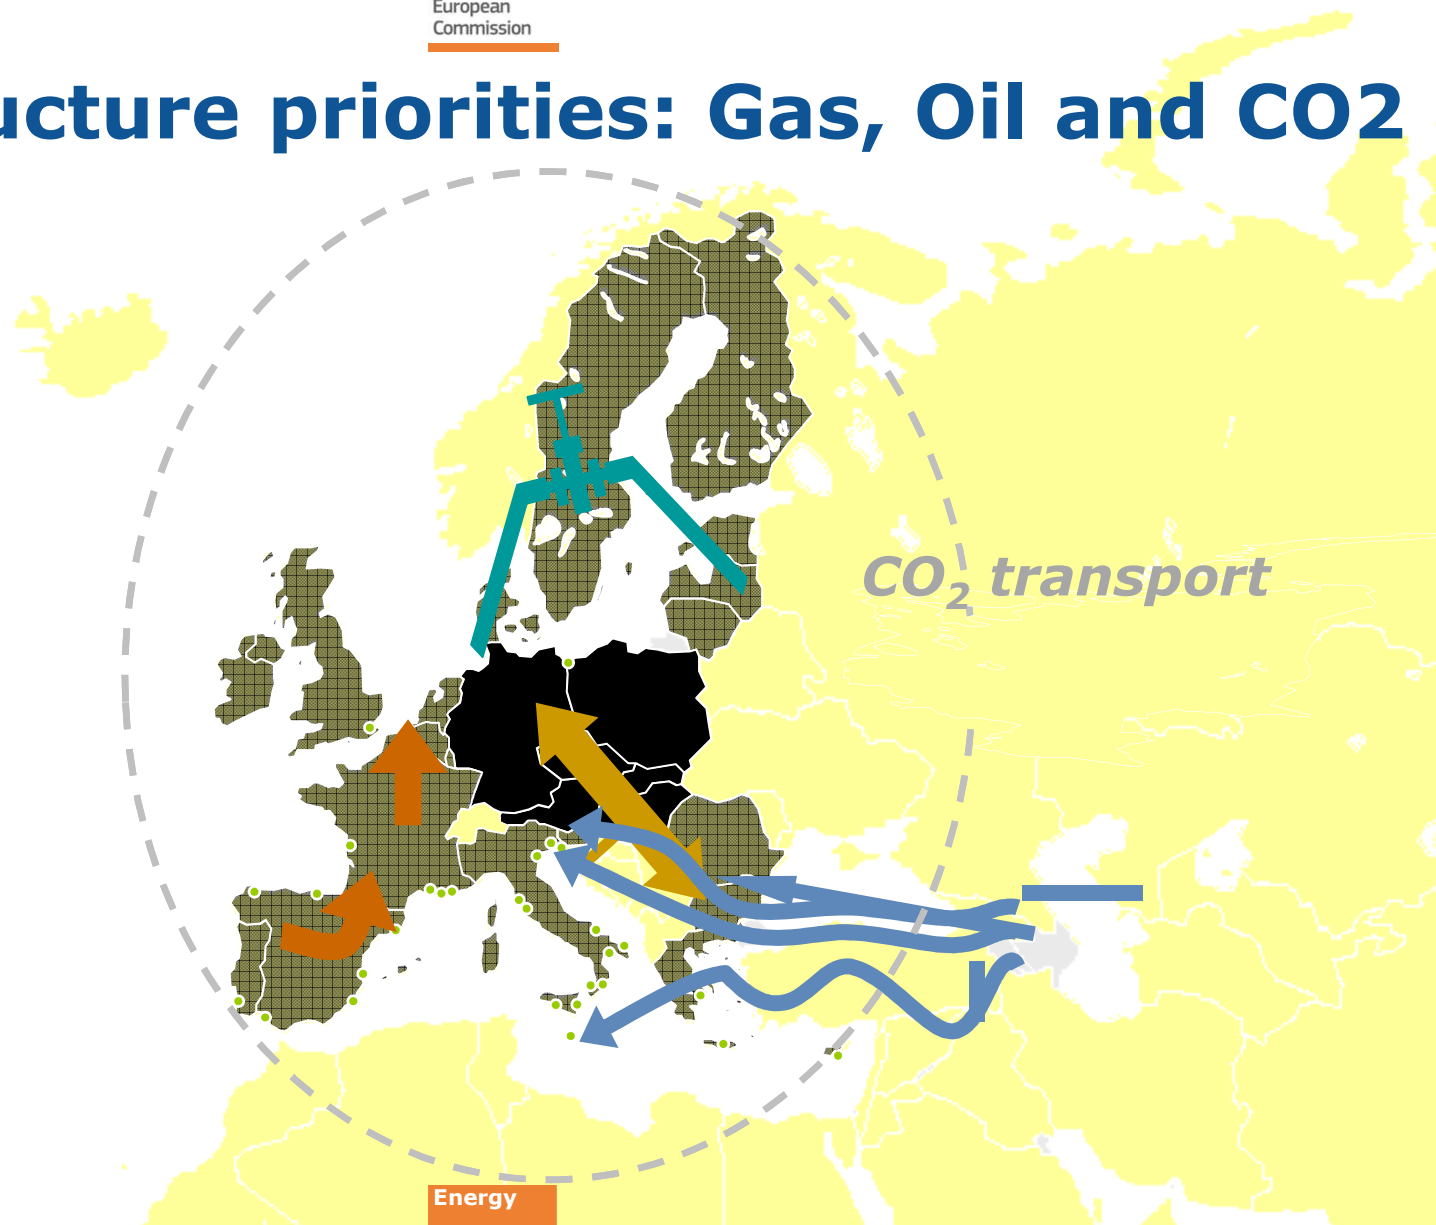 European
Commission
ucture priorities: Gas, Oil and CO2
CO₂ transport
Energy